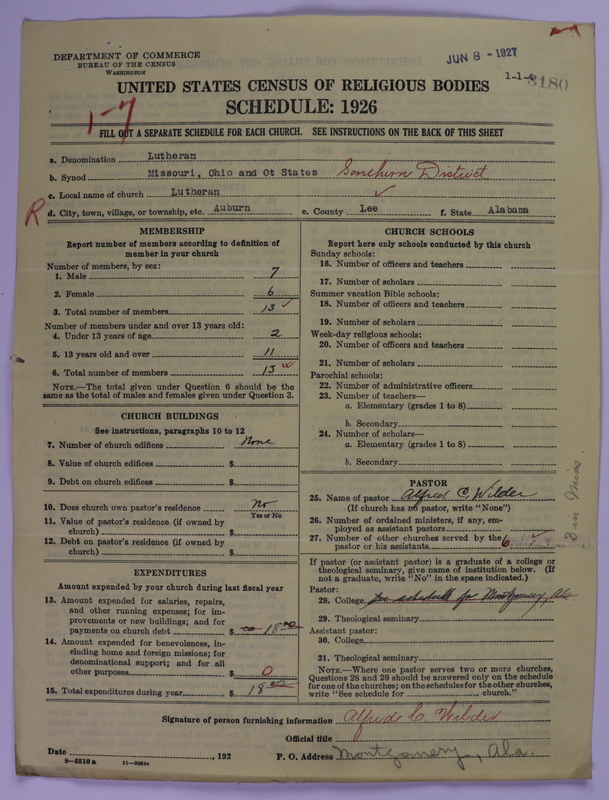 DEPARTMENT OF COMMERCE
BUREAU OF THE CENSUS
WASHINGTON
JUN 8 - 1927
1-1-
3180
UNITED STATES CENSUS OF RELIGIOUS BODIES
SCHEDULE: 1926
1-7
FILL OUT A SEPARATE SCHEDULE FOR EACH CHURCH. SEE INSTRUCTIONS ON THE BACK OF THIS SHEET
a. Denomination Lutheran
b. Synod Missouri, Ohio and Ot States Southern District
c. Local name of church Lutheran ✓
R d. City, town, village, or township, etc. Auburn e. County Lee f. State Alabama
MEMBERSHIP
Report number of members according to definition of
member in your church
Number of members, by sex:
1. Male 7
2. Female 6
3. Total number of members 13 ✓
Number of members under and over 13 years old:
4. Under 13 years of age 2
5. 13 years old and over 11
6. Total number of members 13 ✓
NOTE.—The total given under Question 6 should be the
same as the total of males and females given under Question 3.
CHURCH BUILDINGS
See instructions, paragraphs 10 to 12
7. Number of church edifices None
8. Value of church edifices $
9. Debt on church edifices $
10. Does church own pastor's residence No
Yes or No
11. Value of pastor's residence (if owned by
church) $
12. Debt on pastor's residence (if owned by
church) $
EXPENDITURES
Amount expended by your church during last fiscal year
13. Amount expended for salaries, repairs,
and other running expenses; for im-
provements or new buildings; and for
payments on church debt $ 18.00
14. Amount expended for benevolences, in-
cluding home and foreign missions; for
denominational support; and for all
other purposes $ 0
15. Total expenditures during year $ 18.00
CHURCH SCHOOLS
Report here only schools conducted by this church
Sunday schools:
16. Number of officers and teachers
17. Number of scholars
Summer vacation Bible schools:
18. Number of officers and teachers
19. Number of scholars
Week-day religious schools:
20. Number of officers and teachers
21. Number of scholars
Parochial schools:
22. Number of administrative officers
23. Number of teachers—
a. Elementary (grades 1 to 8)
b. Secondary
24. Number of scholars—
a. Elementary (grades 1 to 8)
b. Secondary
PASTOR
25. Name of pastor Alfred C. Wilder
(If church has no pastor, write "None")
26. Number of ordained ministers, if any, em-
ployed as assistant pastors
27. Number of other churches served by the
pastor or his assistants 6
3 in Miss.
If pastor (or assistant pastor) is a graduate of a college or
theological seminary, give name of institution below. (If
not a graduate, write "No" in the space indicated.)
Pastor:
28. College See schedule for Montgomery, Ala
29. Theological seminary
Assistant pastor:
30. College
31. Theological seminary
NOTE.—Where one pastor serves two or more churches,
Questions 28 and 29 should be answered only on the schedule
for one of the churches; on the schedules for the other churches,
write "See schedule for church."
Signature of person furnishing information Alfred C. Wilder
Official title
Date , 192 P. O. Address Montgomery, Ala.
8—5518 a